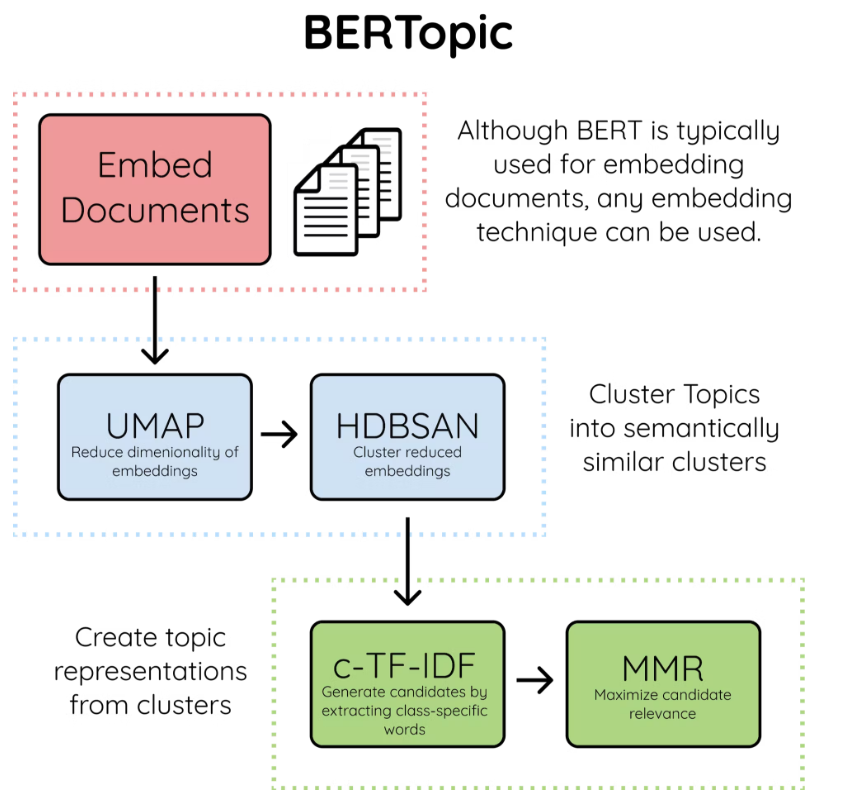 BERTopic
Embed
Documents
Although BERT is typically
used for embedding
documents, any embedding
technique can be used.
UMAP
Reduce dimenionality of
embeddings
HDBSAN
Cluster reduced
embeddings
Cluster Topics
into semantically
similar clusters
Create topic
representations
from clusters
c-TF-IDF
Generate candidates by
extracting class-specific
words
MMR
Maximize candidate
relevance